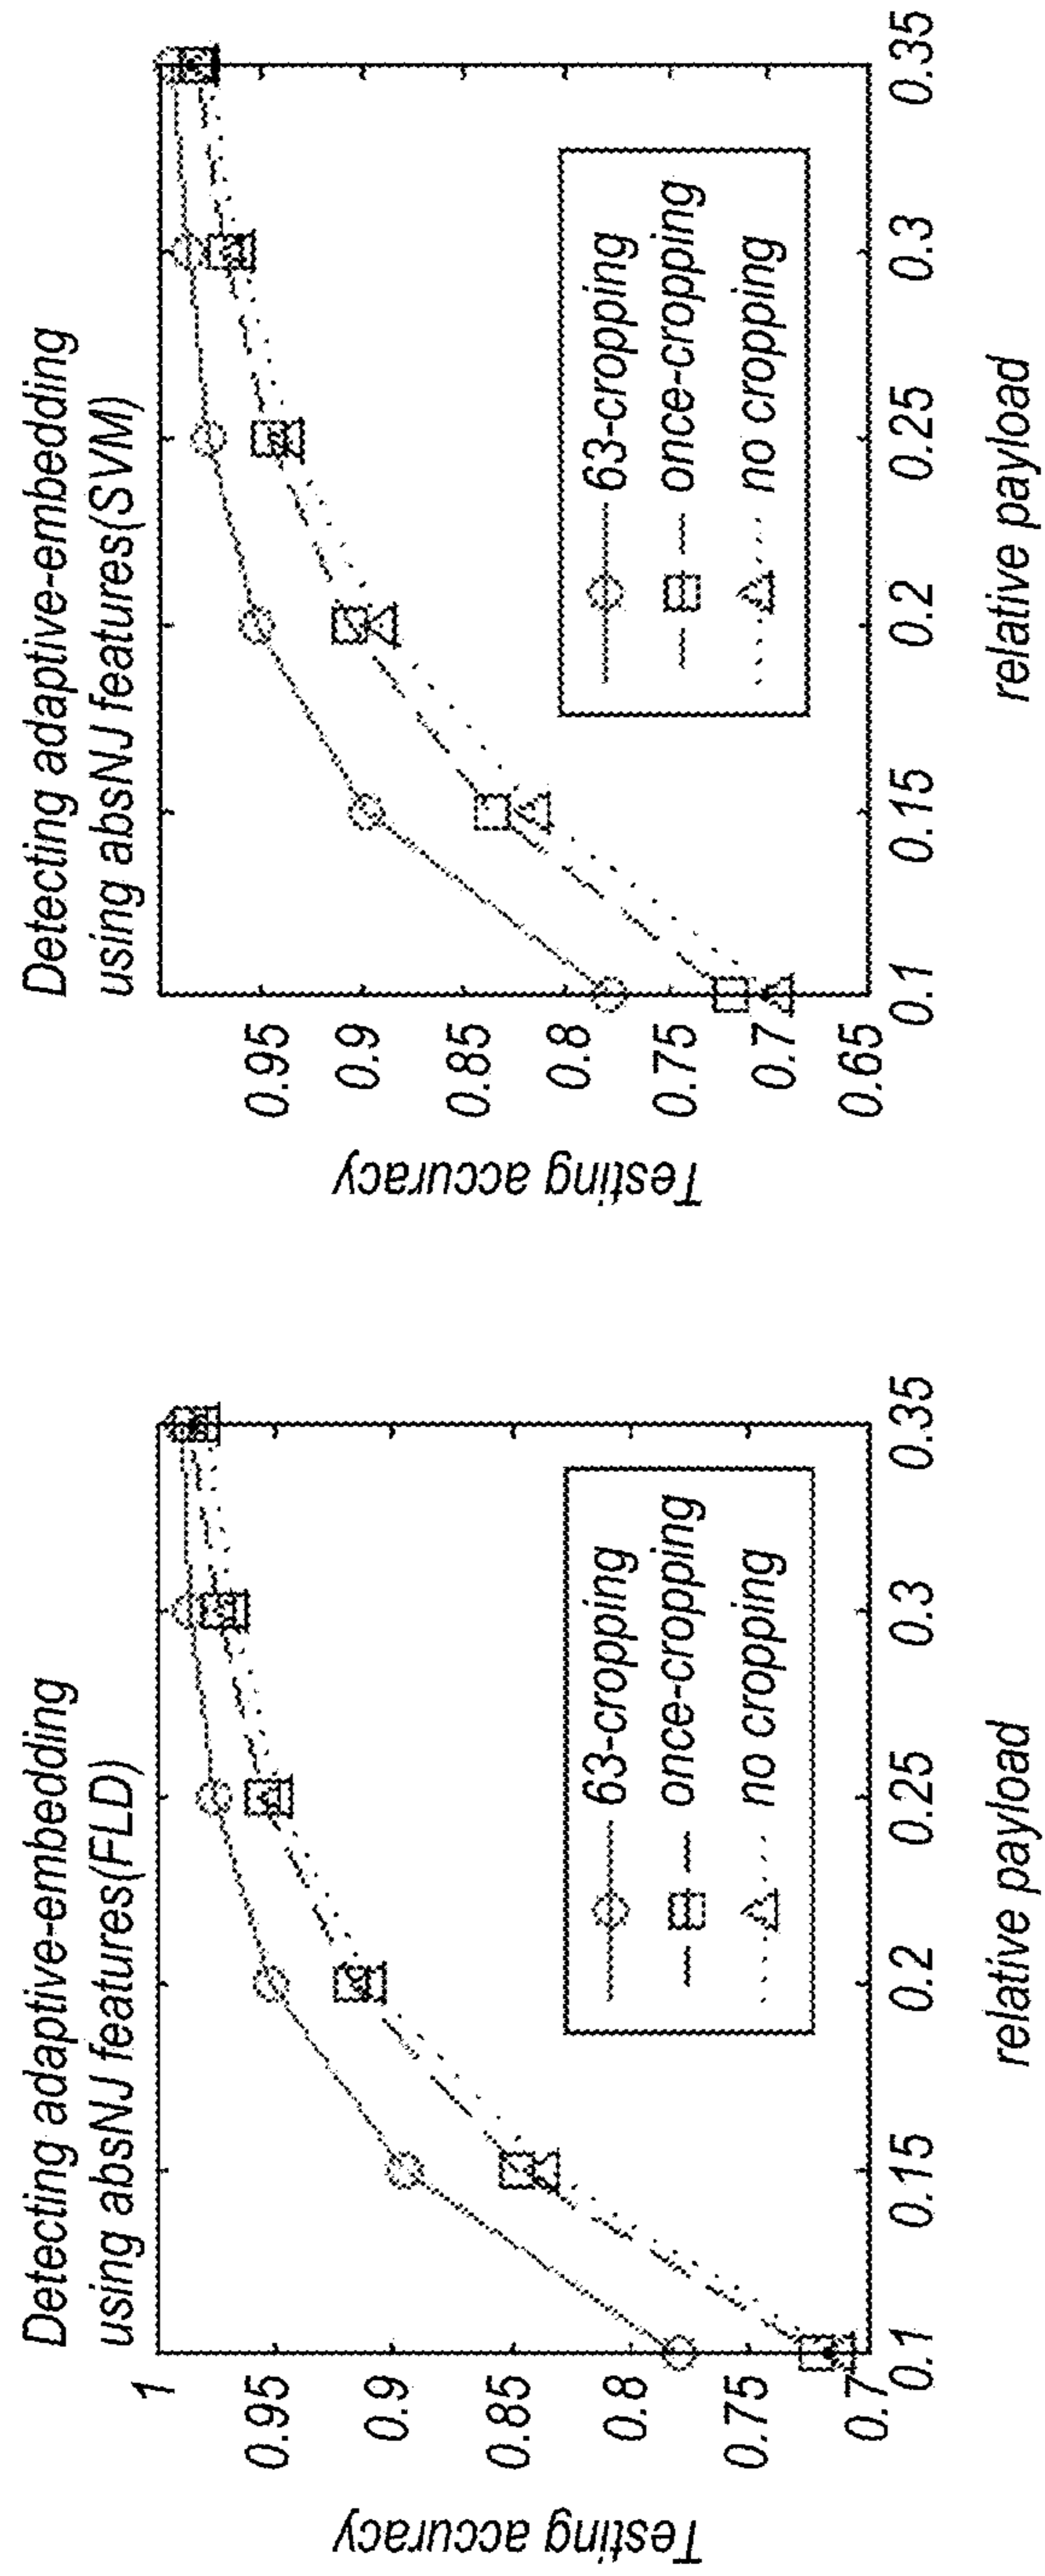 Detecting adaptive-embedding
using absNJ features(FLD)
Testing accuracy
1
0.95
0.9
0.85
0.8
0.75
0.7
0.1
0.15
0.2
0.25
0.3
0.35
relative payload
63-cropping
once-cropping
no cropping
Detecting adaptive-embedding
using absNJ features(SVM)
Testing accuracy
0.95
0.9
0.85
0.8
0.75
0.7
0.65
0.1
0.15
0.2
0.25
0.3
0.35
relative payload
63-cropping
once-cropping
no cropping